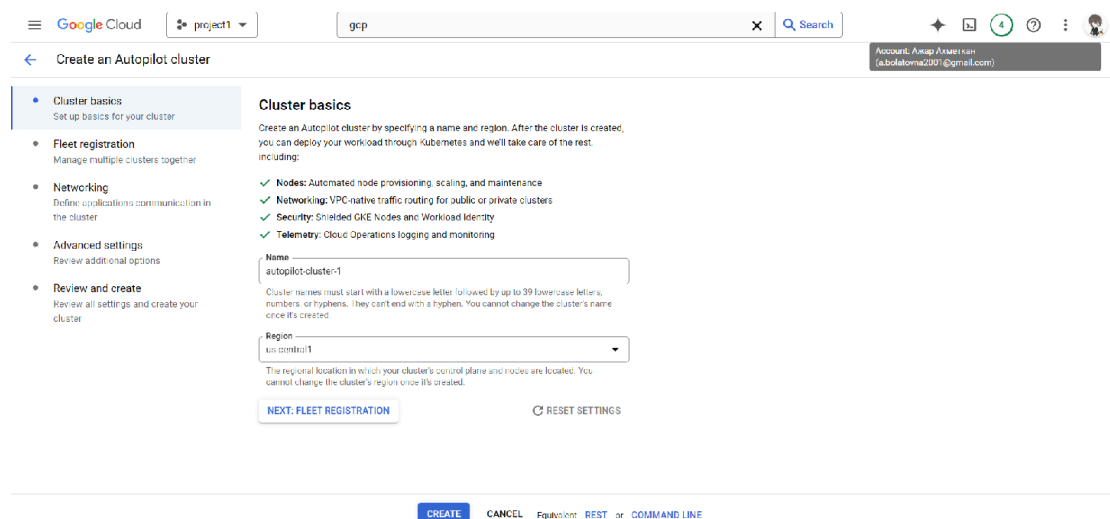 Google Cloud
project1
gcp
Search
4
Create an Autopilot cluster
Account: Ажар Ахметкан
(a.bolatovna2001@gmail.com)
Cluster basics
Set up basics for your cluster
Fleet registration
Manage multiple clusters together
Networking
Define applications communication in
the cluster
Advanced settings
Review additional options
Review and create
Review all settings and create your
cluster
Cluster basics
Create an Autopilot cluster by specifying a name and region. After the cluster is created,
you can deploy your workload through Kubernetes and we'll take care of the rest,
including:
Nodes: Automated node provisioning, scaling, and maintenance
Networking: VPC-native traffic routing for public or private clusters
Security: Shielded GKE Nodes and Workload Identity
Telemetry: Cloud Operations logging and monitoring
Name
autopilot-cluster-1
Cluster names must start with a lowercase letter followed by up to 39 lowercase letters,
numbers, or hyphens. They can't end with a hyphen. You cannot change the cluster's name
once it's created.
Region
us-central1
The regional location in which your cluster's control plane and nodes are located. You
cannot change the cluster's region once it's created.
NEXT: FLEET REGISTRATION
RESET SETTINGS
CREATE CANCEL Equivalent REST or COMMAND LINE